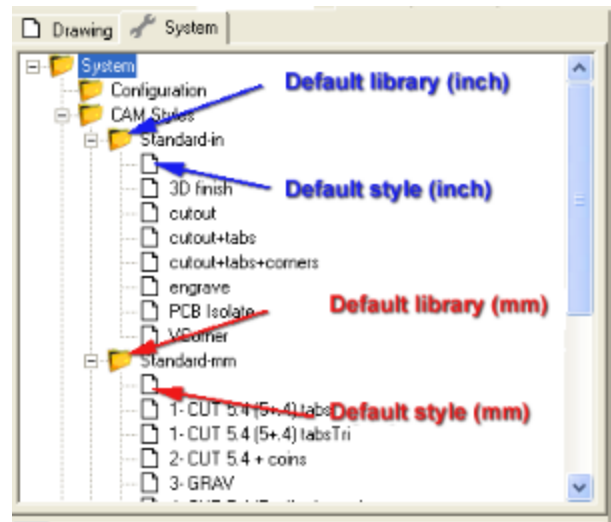 Drawing System
System
Configuration
Default library (inch)
CAM Styles
Standard-in
3D finish
Default style (inch)
cutout
cutout+tabs
cutout+tabs+corners
engrave
PCB Isolate
Default library (mm)
Standard-mm
1- CUT 5.4 (5+.4) tabs
Default style (mm)
1- CUT 5.4 (5+.4) tabsTri
2- CUT 5.4 + coins
3- GRAV